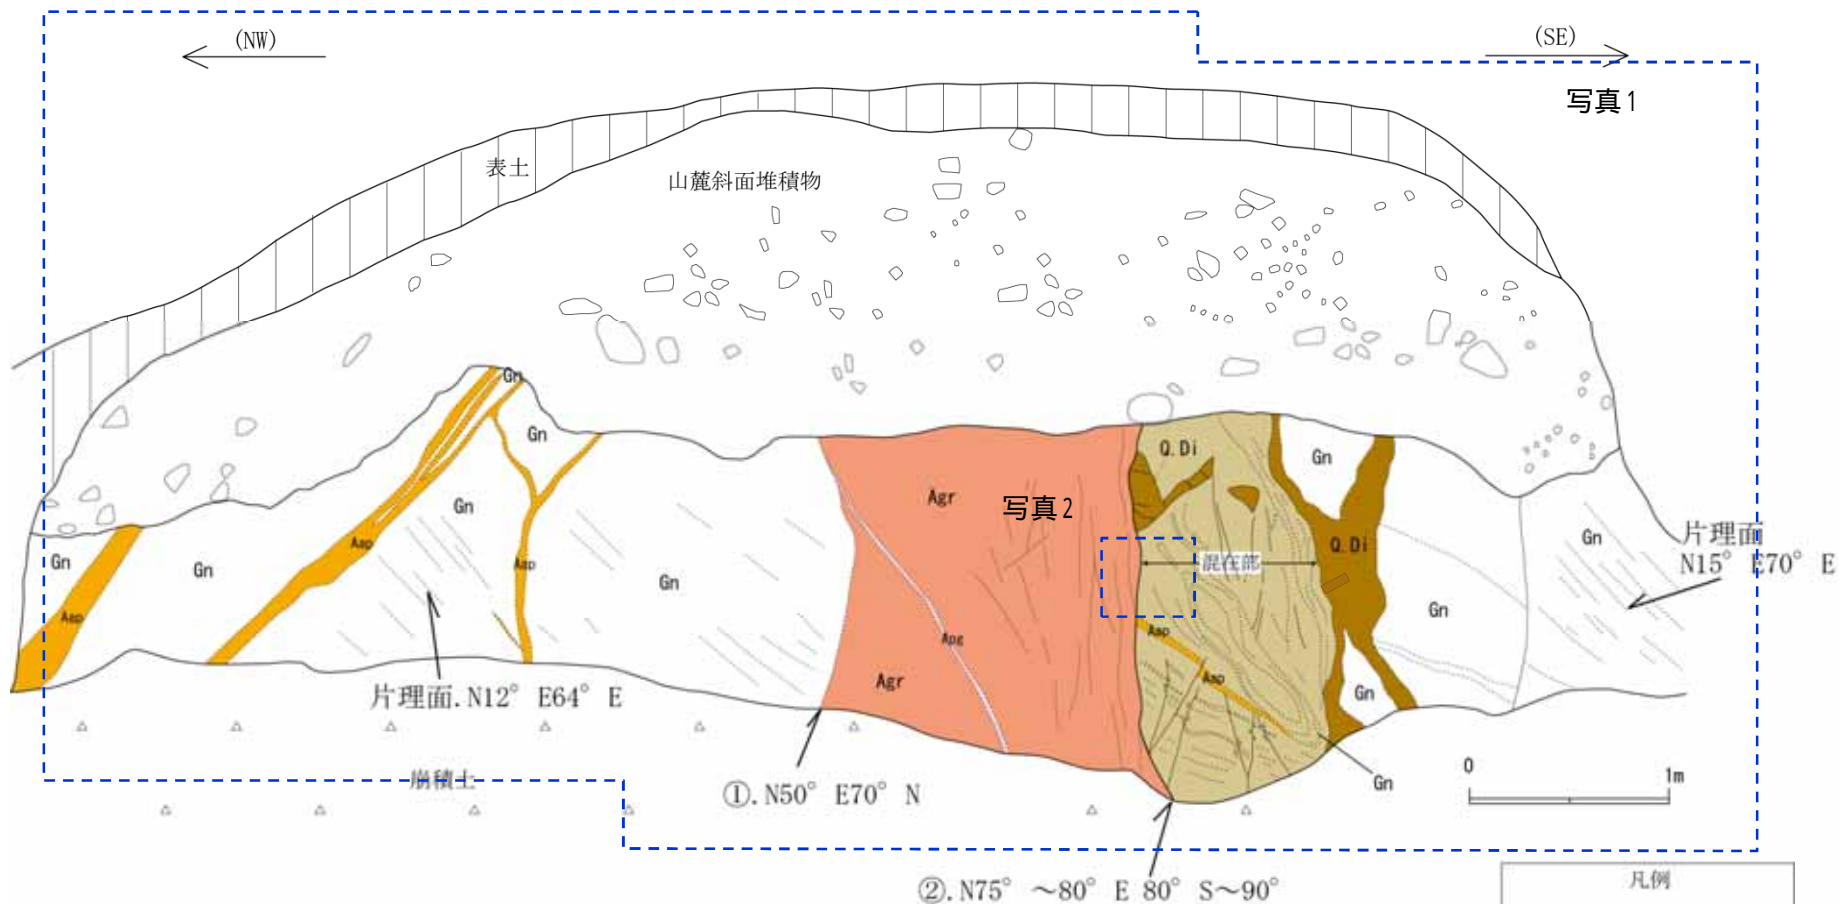 (NW)
(SE)
写真1
表土
山麓斜面堆積物
Gn
Gn
Q.Di
Gn
Gn
Agr
写真2
Aap
Q.Di
片理面
N15° E70° E
Gn
Gn
Gn
Aap
混在部
Gn
Gn
Aap
Aap
Apg
Aap
Agr
Gn
片理面.N12° E64° E
崩積土
①.N50° E70° N
Gn
0
1m
②.N75° ～80° E 80° S～90°
凡例